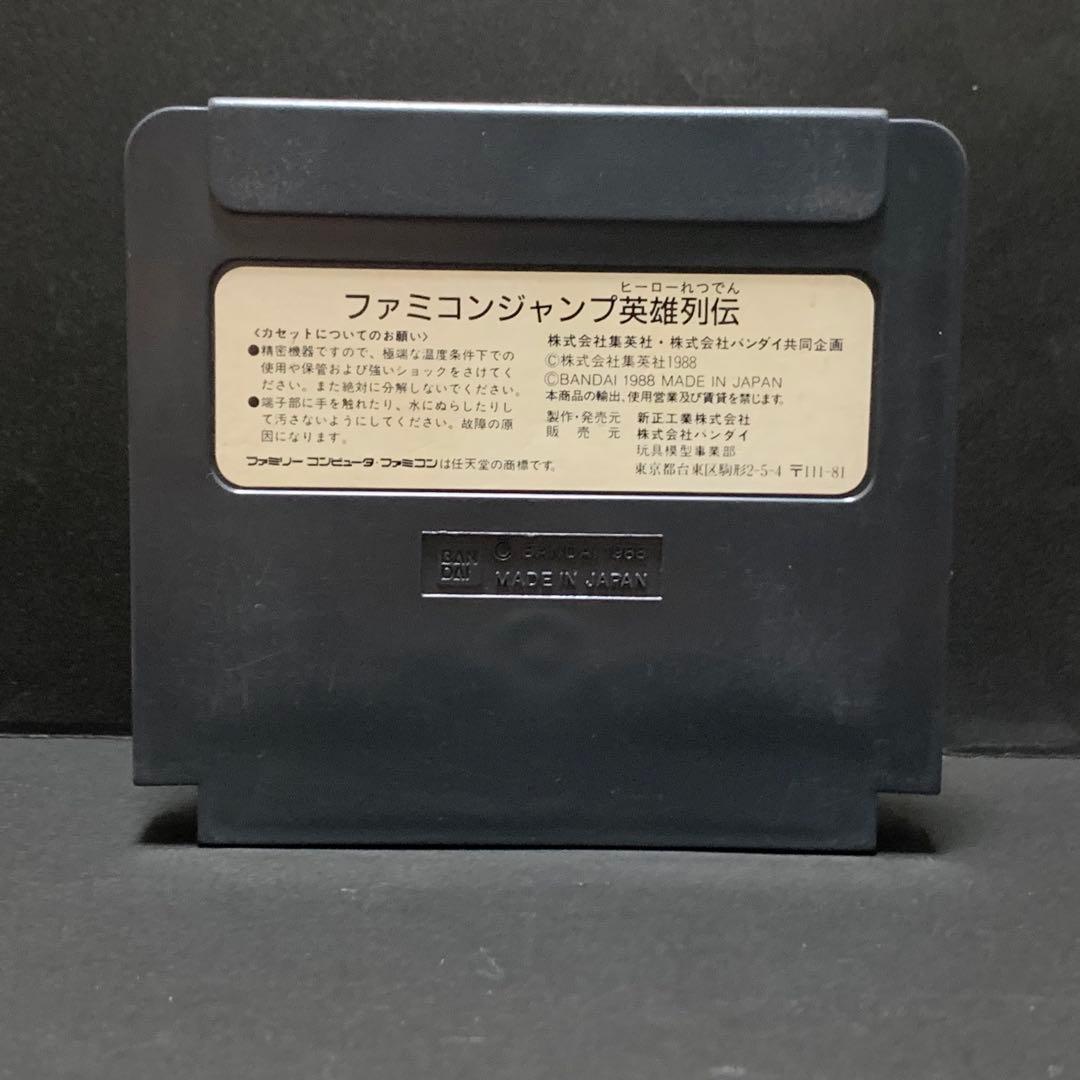 ヒーローれつでん
ファミコンジャンプ英雄列伝
〈カセットについてのお願い〉
●精密機器ですので、極端な温度条件下での
使用や保管および強いショックをさけてく
ださい。また絶対に分解しないでください。
●端子部に手を触れたり、水にぬらしたりし
て汚さないようにしてください。故障の原
因になります。
ファミリーコンピュータ・ファミコンは任天堂の商標です。
株式会社集英社・株式会社バンダイ共同企画
©株式会社集英社1988
©BANDAI 1988 MADE IN JAPAN
本商品の輸出、使用営業及び賃貸を禁じます。
製作・発売元 新正工業株式会社
販売元 株式会社バンダイ
玩具模型事業部
東京都台東区駒形2-5-4 〒111-81
BAN
DAI
© BANDAI 1988
MADE IN JAPAN